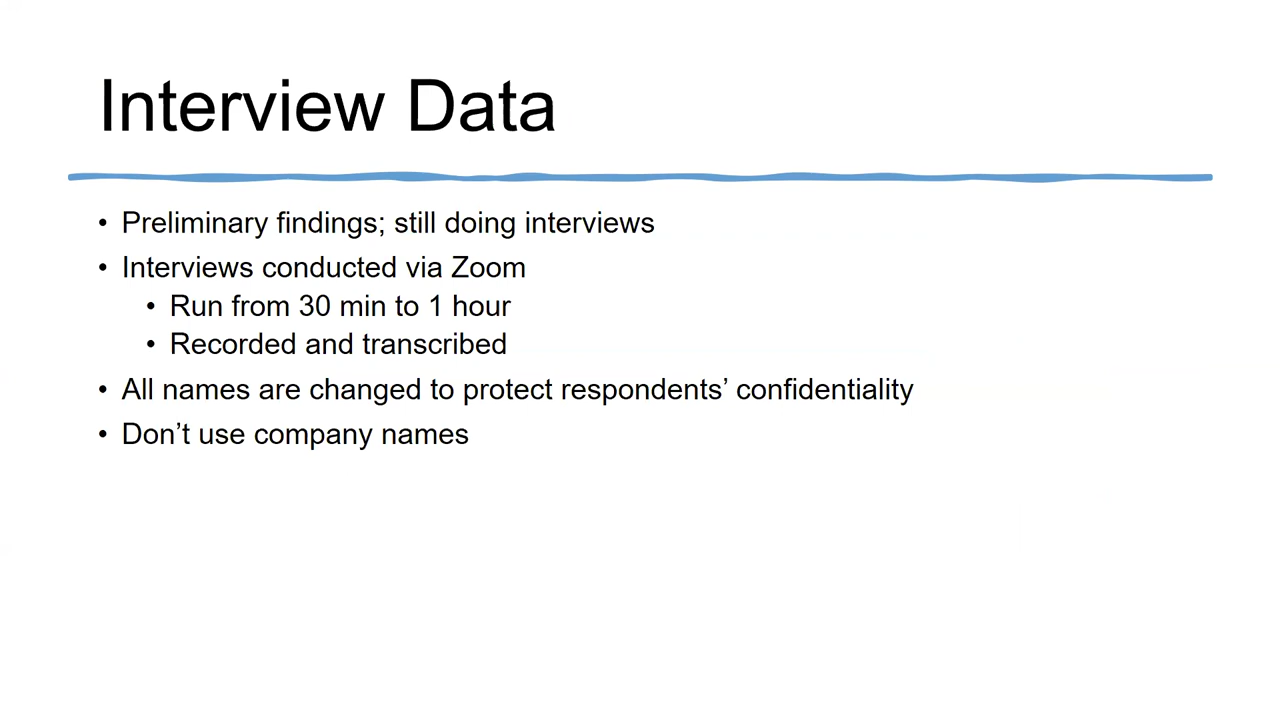 Interview Data
• Preliminary findings; still doing interviews
• Interviews conducted via Zoom
• Run from 30 min to 1 hour
• Recorded and transcribed
• All names are changed to protect respondents’ confidentiality
• Don’t use company names